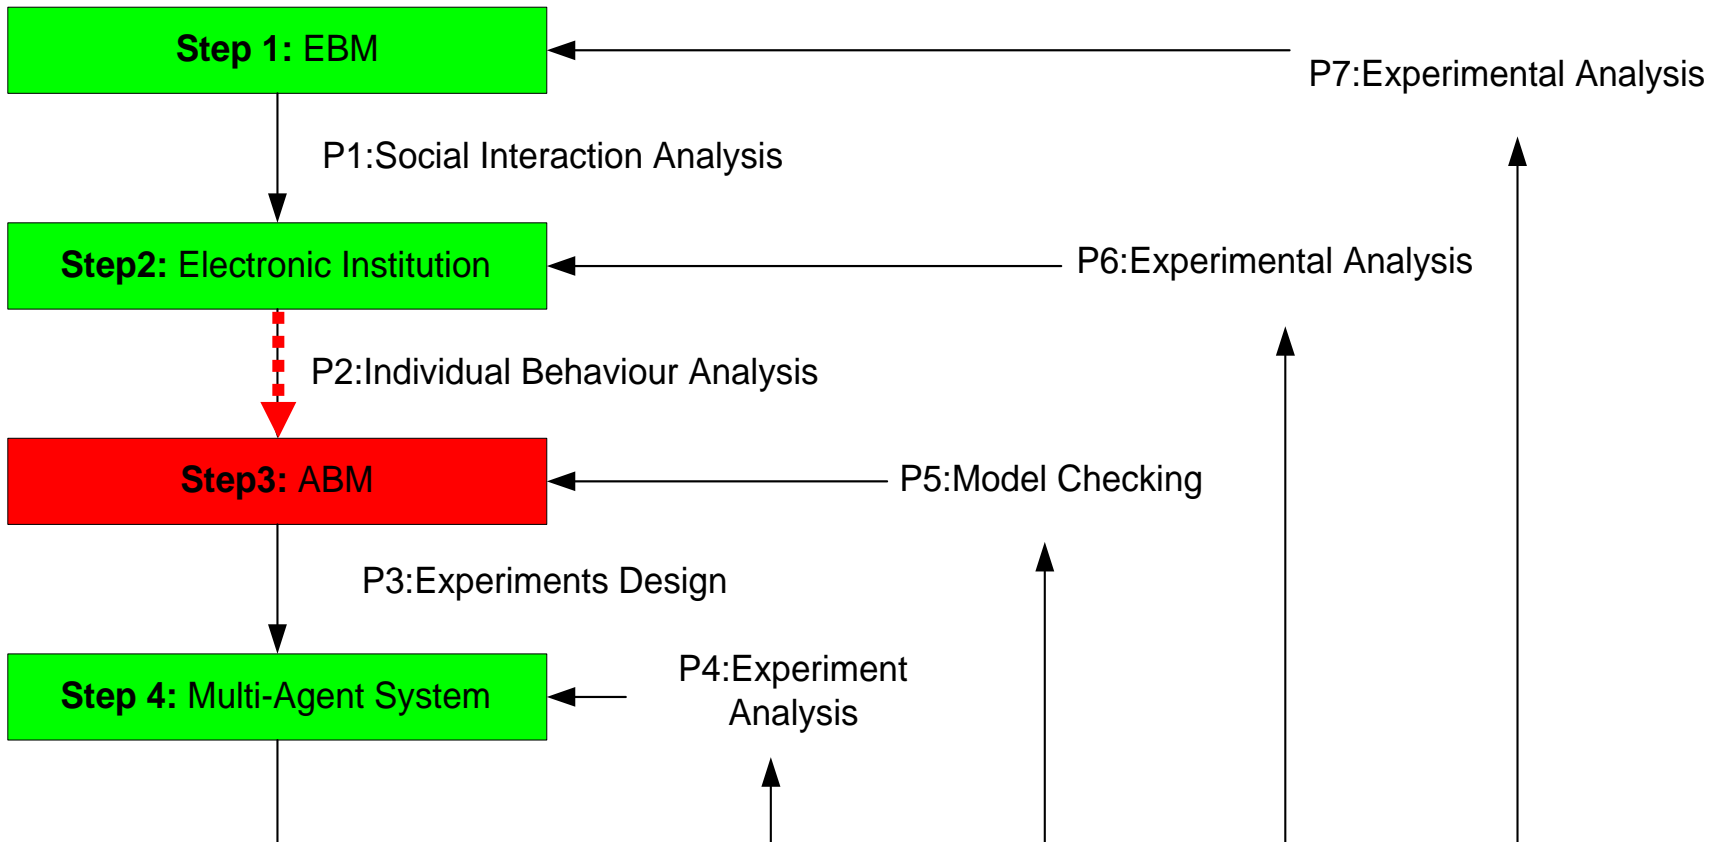 Step 1: EBM
P7:Experimental Analysis
P1:Social Interaction Analysis
Step2: Electronic Institution
P6:Experimental Analysis
P2:Individual Behaviour Analysis
Step3: ABM
P5:Model Checking
P3:Experiments Design
Step 4: Multi-Agent System
P4:Experiment
Analysis